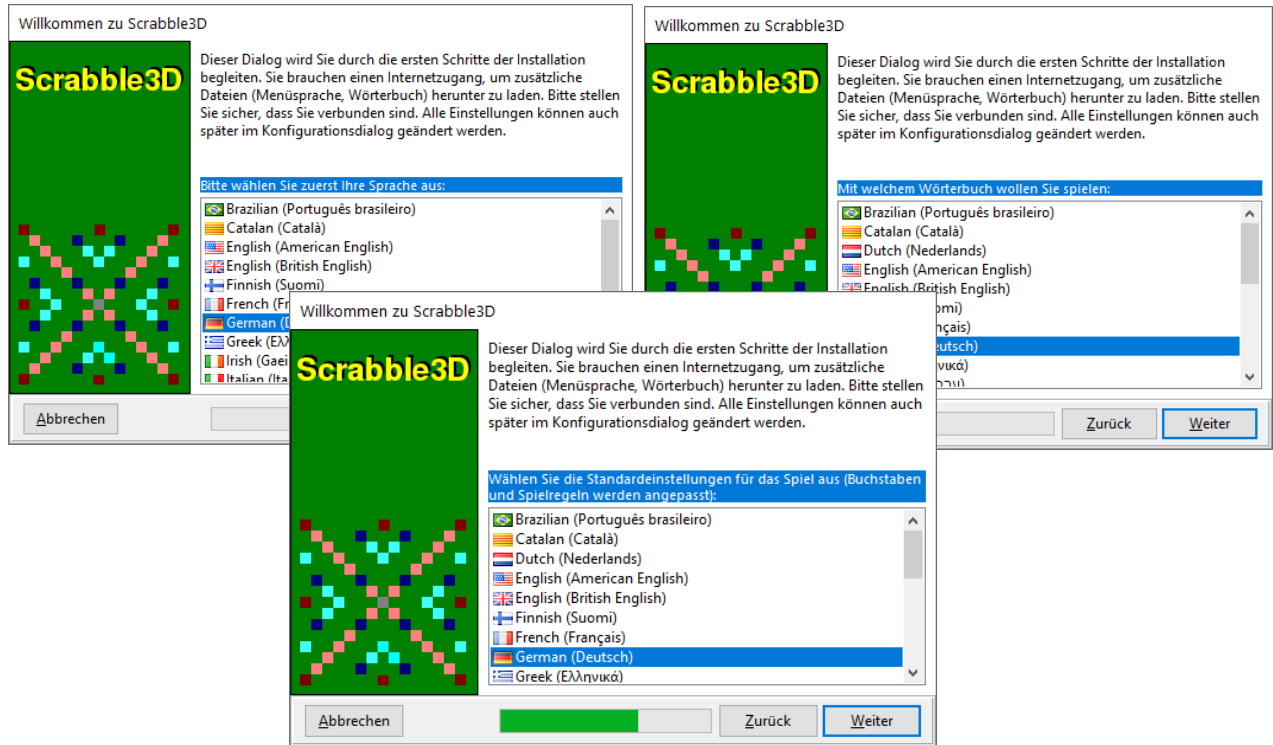 Willkommen zu Scrabble3D
Scrabble3D
Dieser Dialog wird Sie durch die ersten Schritte der Installation
begleiten. Sie brauchen einen Internetzugang, um zusätzliche
Dateien (Menüsprache, Wörterbuch) herunter zu laden. Bitte stellen
Sie sicher, dass Sie verbunden sind. Alle Einstellungen können auch
später im Konfigurationsdialog geändert werden.
Bitte wählen Sie zuerst Ihre Sprache aus:
Brazilian (Português brasileiro)
Catalan (Català)
English (American English)
English (British English)
Finnish (Suomi)
French
German
Greek
Irish
Italian
Abbrechen
Willkommen zu Scrabble3D
Scrabble3D
Dieser Dialog wird Sie durch die ersten Schritte der Installation
begleiten. Sie brauchen einen Internetzugang, um zusätzliche
Dateien (Menüsprache, Wörterbuch) herunter zu laden. Bitte stellen
Sie sicher, dass Sie verbunden sind. Alle Einstellungen können auch
später im Konfigurationsdialog geändert werden.
Mit welchem Wörterbuch wollen Sie spielen:
Brazilian (Português brasileiro)
Catalan (Català)
Dutch (Nederlands)
English (American English)
English (British English)
Zurück
Weiter
Willkommen zu Scrabble3D
Scrabble3D
Dieser Dialog wird Sie durch die ersten Schritte der Installation
begleiten. Sie brauchen einen Internetzugang, um zusätzliche
Dateien (Menüsprache, Wörterbuch) herunter zu laden. Bitte stellen
Sie sicher, dass Sie verbunden sind. Alle Einstellungen können auch
später im Konfigurationsdialog geändert werden.
Wählen Sie die Standardeinstellungen für das Spiel aus (Buchstaben
und Spielregeln werden angepasst):
Brazilian (Português brasileiro)
Catalan (Català)
Dutch (Nederlands)
English (American English)
English (British English)
Finnish (Suomi)
French (Français)
German (Deutsch)
Greek (Ελληνικά)
Abbrechen
Zurück
Weiter